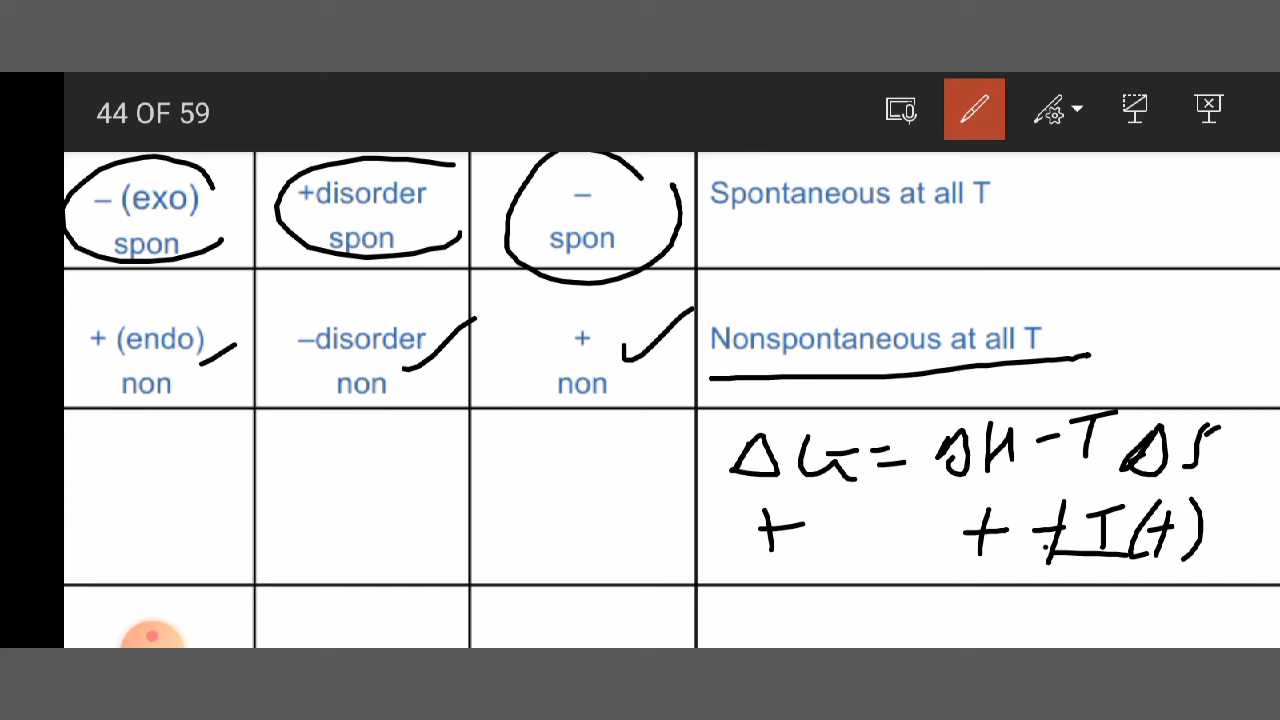 44 OF 59
– (exo) +disorder – Spontaneous at all T
spon spon spon
+ (endo) –disorder + Nonspontaneous at all T
non non non
ΔG = ΔH – T ΔS
+ + + T(+)